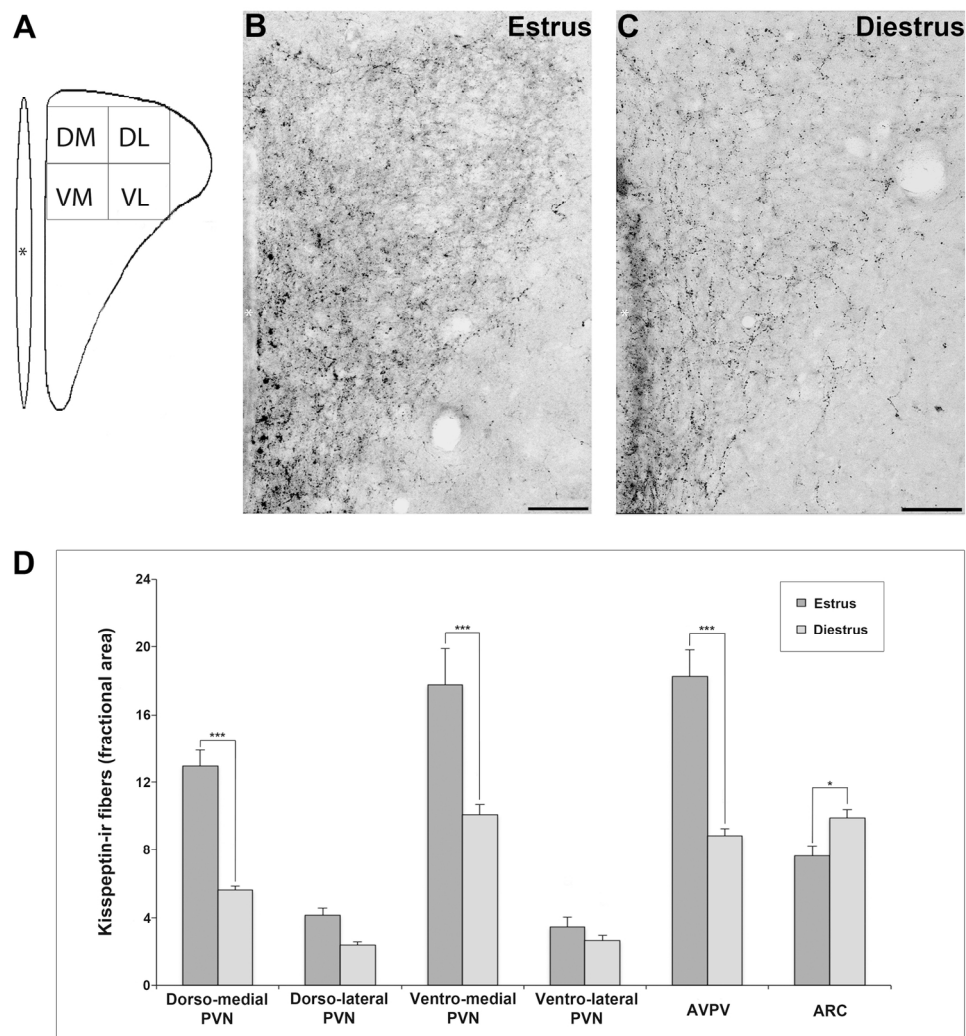 A
B
Estrus
C
Diestrus
DM
DL
VM
VL
*
*
*
D
24
20
16
12
8
4
0
Kisspeptin-ir fibers (fractional area)
Estrus
Diestrus
***
***
***
*
Dorso-medial
PVN
Dorso-lateral
PVN
Ventro-medial
PVN
Ventro-lateral
PVN
AVPV
ARC